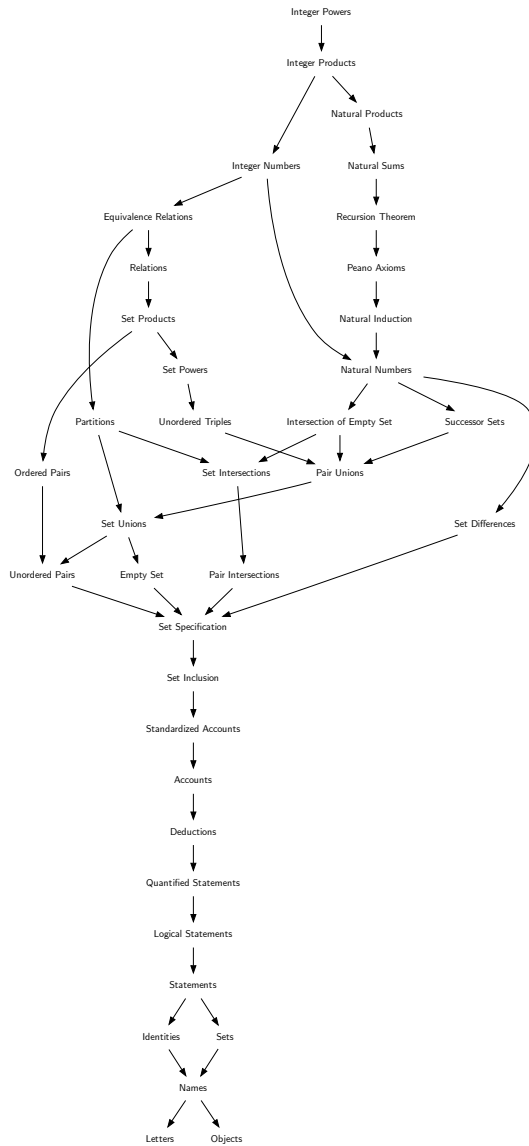 Integer Powers
Integer Products
Natural Products
Integer Numbers
Natural Sums
Equivalence Relations
Recursion Theorem
Relations
Peano Axioms
Set Products
Natural Induction
Set Powers
Natural Numbers
Partitions
Unordered Triples
Intersection of Empty Set
Successor Sets
Ordered Pairs
Set Intersections
Pair Unions
Set Unions
Set Differences
Unordered Pairs
Empty Set
Pair Intersections
Set Specification
Set Inclusion
Standardized Accounts
Accounts
Deductions
Quantified Statements
Logical Statements
Statements
Identities
Sets
Names
Letters
Objects